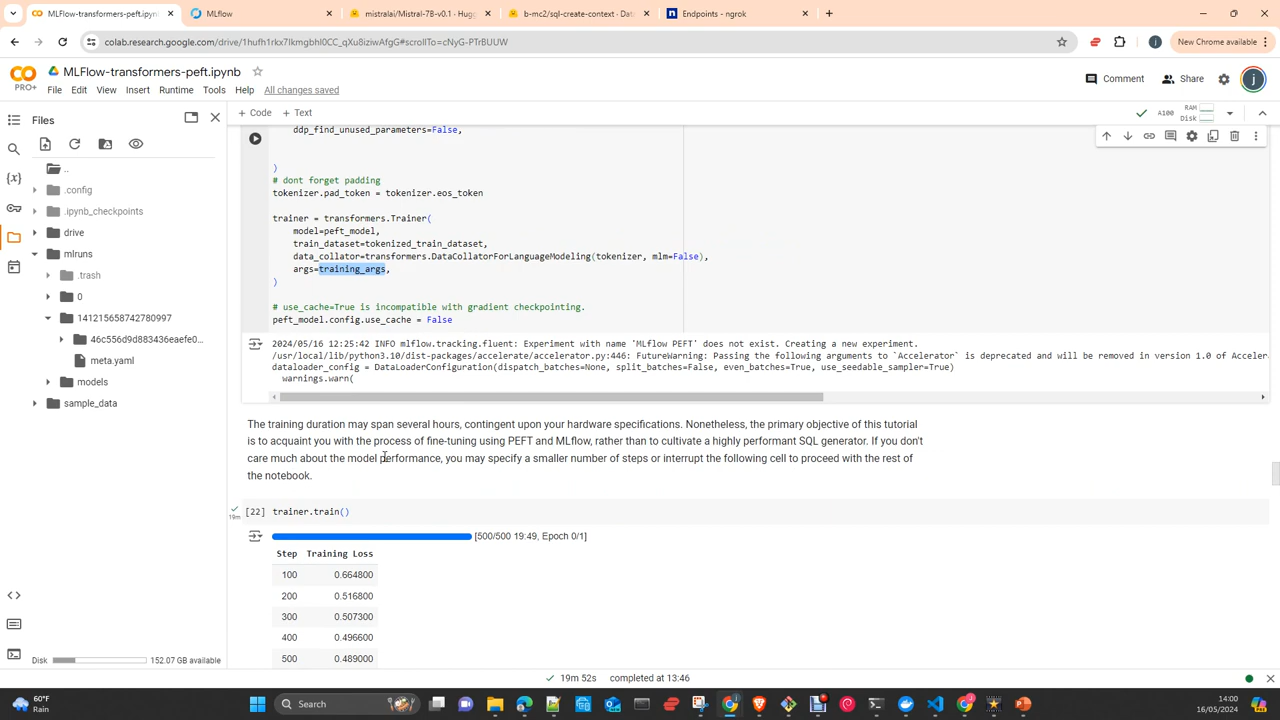 MLFlow-transformers-peft.ipynb
MLflow
mistralai/Mistral-7B-v0.1 - Hugg
b-mc2/sql-create-context - Dat
Endpoints - ngrok
colab.research.google.com/drive/1hufh1rkx7lkmgbhl0CC_qXu8iziwAfgG#scrollTo=cNyG-PTrBUUW
New Chrome available
PRO+
MLFlow-transformers-peft.ipynb
File Edit View Insert Runtime Tools Help All changes saved
Comment
Share
Files
+ Code + Text
A100
RAM
Disk
..
.config
.ipynb_checkpoints
drive
mlruns
.trash
0
141215658742780997
46c556d9d883436eaefe0...
meta.yaml
models
sample_data
Disk
152.07 GB available
ddp_find_unused_parameters=False,
)
# dont forget padding
tokenizer.pad_token = tokenizer.eos_token
trainer = transformers.Trainer(
model=peft_model,
train_dataset=tokenized_train_dataset,
data_collator=transformers.DataCollatorForLanguageModeling(tokenizer, mlm=False),
args=training_args,
)
# use_cache=True is incompatible with gradient checkpointing.
peft_model.config.use_cache = False
2024/05/16 12:25:42 INFO mlflow.tracking.fluent: Experiment with name 'MLflow PEFT' does not exist. Creating a new experiment.
/usr/local/lib/python3.10/dist-packages/accelerate/accelerator.py:446: FutureWarning: Passing the following arguments to `Accelerator` is deprecated and will be removed in version 1.0 of Acceler
dataloader_config = DataLoaderConfiguration(dispatch_batches=None, split_batches=False, even_batches=True, use_seedable_sampler=True)
warnings.warn(
The training duration may span several hours, contingent upon your hardware specifications. Nonetheless, the primary objective of this tutorial
is to acquaint you with the process of fine-tuning using PEFT and MLflow, rather than to cultivate a highly performant SQL generator. If you don't
care much about the model performance, you may specify a smaller number of steps or interrupt the following cell to proceed with the rest of
the notebook.
19m
[22] trainer.train()
[500/500 19:49, Epoch 0/1]
Step Training Loss
100 0.664800
200 0.516800
300 0.507300
400 0.496600
500 0.489000
19m 52s completed at 13:46
60°F
Rain
Search
14:00
16/05/2024